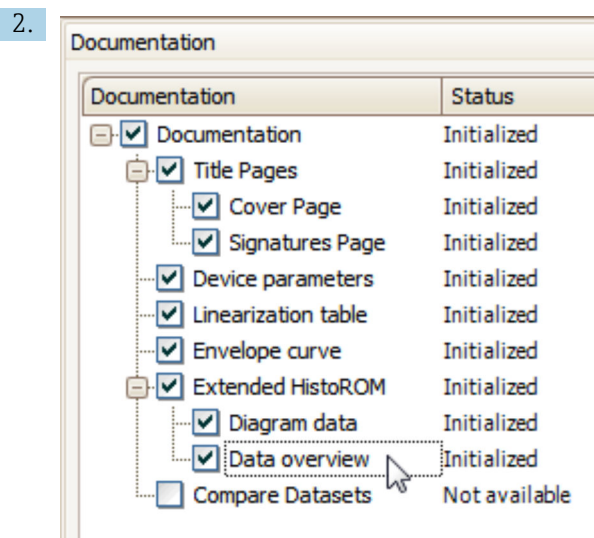 2.
Documentation
Documentation Status
Documentation Initialized
Title Pages Initialized
Cover Page Initialized
Signatures Page Initialized
Device parameters Initialized
Linearization table Initialized
Envelope curve Initialized
Extended HistoROM Initialized
Diagram data Initialized
Data overview Initialized
Compare Datasets Not available